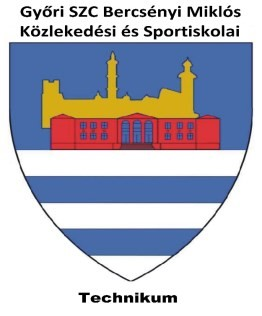 Győri SZC Bercsényi Miklós
Közlekedési és Sportiskolai
Technikum